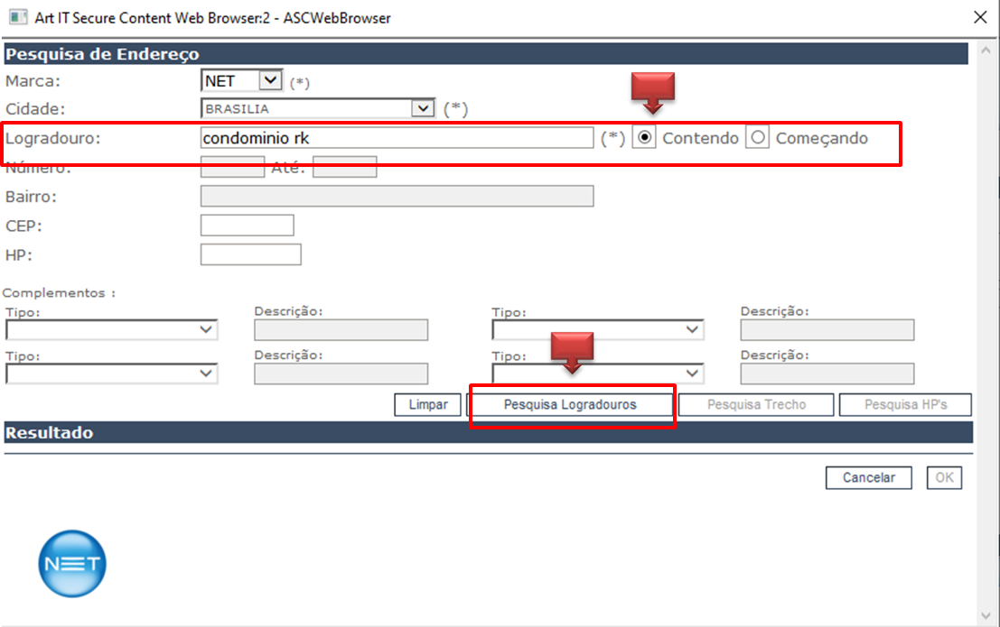 Art IT Secure Content Web Browser:2 - ASCWebBrowser
Pesquisa de Endereço
Marca: NET (*)
Cidade: BRASILIA (*)
Logradouro: condominio rk (*) Contendo Começando
Número: Até:
Bairro:
CEP:
HP:
Complementos :
Tipo: Descrição: Tipo: Descrição:
Tipo: Descrição: Tipo: Descrição:
Limpar Pesquisa Logradouros Pesquisa Trecho Pesquisa HP's
Resultado
Cancelar OK
NET